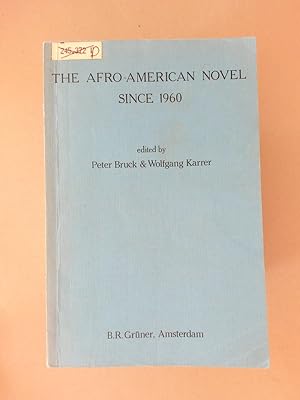 THE AFRO-AMERICAN NOVEL
SINCE 1960
edited by
Peter Bruck & Wolfgang Karrer
B.R. Grüner, Amsterdam